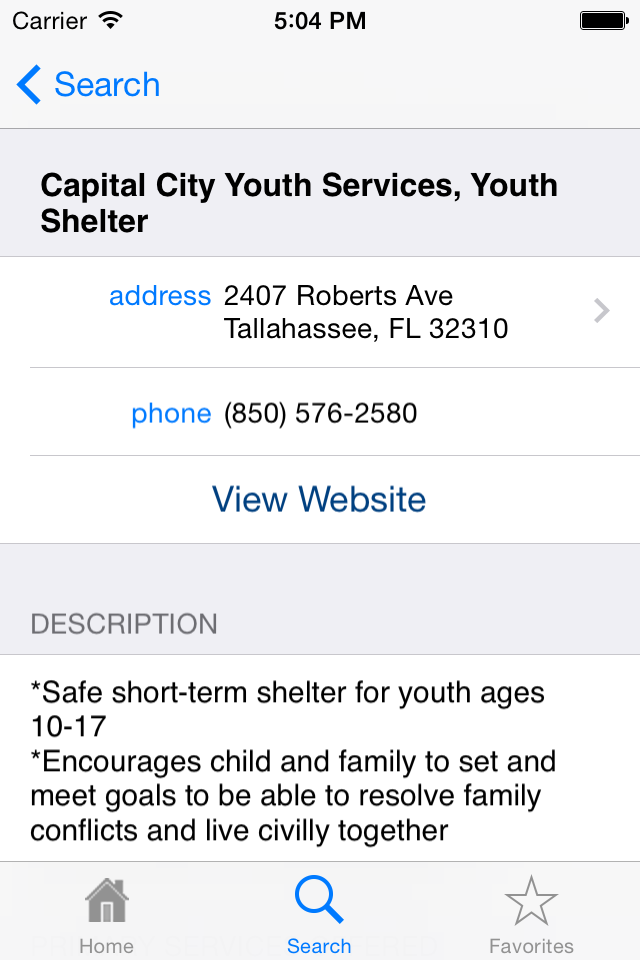 Carrier 5:04 PM
Search
Capital City Youth Services, Youth
Shelter
address 2407 Roberts Ave
Tallahassee, FL 32310
phone (850) 576-2580
View Website
DESCRIPTION
*Safe short-term shelter for youth ages
10-17
*Encourages child and family to set and
meet goals to be able to resolve family
conflicts and live civilly together
Home Search Favorites